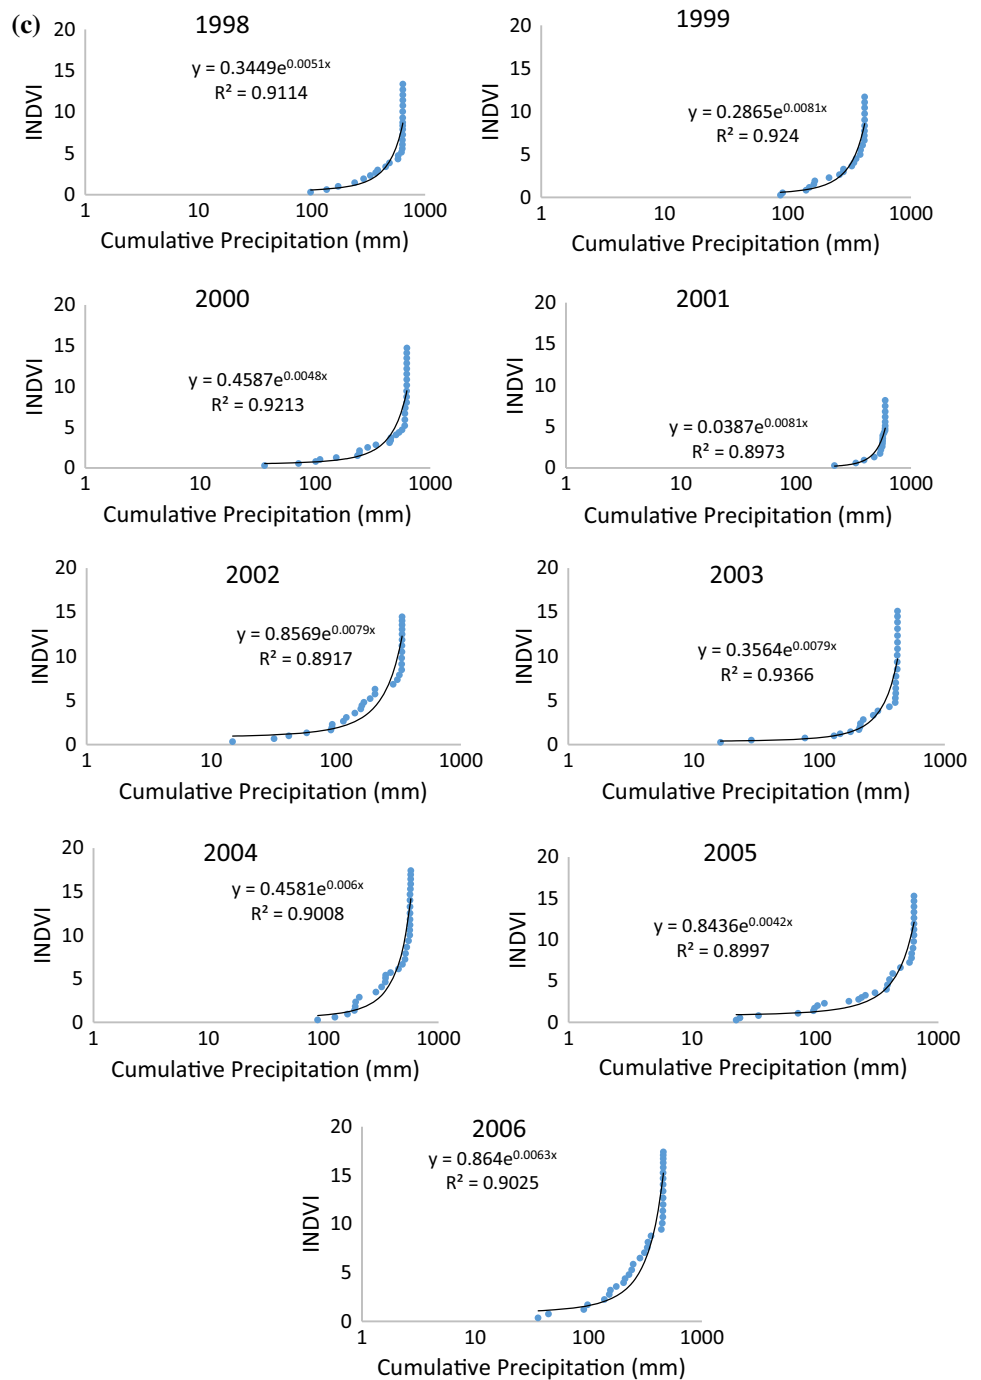 (c)
1998
y = 0.3449e^0.0051x
R² = 0.9114
INDVI
20
15
10
5
0
1 10 100 1000
Cumulative Precipitation (mm)
1999
y = 0.2865e^0.0081x
R² = 0.924
INDVI
20
15
10
5
0
1 10 100 1000
Cumulative Precipitation (mm)
2000
y = 0.4587e^0.0048x
R² = 0.9213
INDVI
20
15
10
5
0
1 10 100 1000
Cumulative Precipitation (mm)
2001
y = 0.0387e^0.0081x
R² = 0.8973
INDVI
20
15
10
5
0
1 10 100 1000
Cumulative Precipitation (mm)
2002
y = 0.8569e^0.0079x
R² = 0.8917
INDVI
20
15
10
5
0
1 10 100 1000
Cumulative Precipitation (mm)
2003
y = 0.3564e^0.0079x
R² = 0.9366
INDVI
20
15
10
5
0
1 10 100 1000
Cumulative Precipitation (mm)
2004
y = 0.4581e^0.006x
R² = 0.9008
INDVI
20
15
10
5
0
1 10 100 1000
Cumulative Precipitation (mm)
2005
y = 0.8436e^0.0042x
R² = 0.8997
INDVI
20
15
10
5
0
1 10 100 1000
Cumulative Precipitation (mm)
2006
y = 0.864e^0.0063x
R² = 0.9025
INDVI
20
15
10
5
0
1 10 100 1000
Cumulative Precipitation (mm)